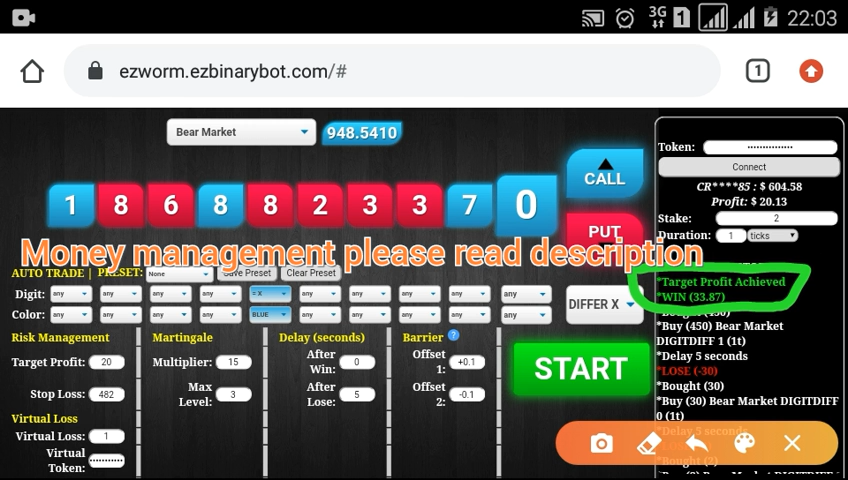 3G 1 22:03
ezworm.ezbinarybot.com/# 1
Bear Market 948.5410
1 8 6 8 8 2 3 3 7 0
CALL
PUT
Money management please read description
AUTO TRADE | PRESET: None Save Preset Clear Preset
Digit: any any any any = X any any any any any
Color: any any any any BLUE any any any any any
DIFFER X
Risk Management
Target Profit: 20
Stop Loss: 482
Virtual Loss
Virtual Loss: 1
Virtual Token: ············
Martingale
Multiplier: 15
Max Level: 3
Delay (seconds)
After Win: 0
After Lose: 5
Barrier ?
Offset 1: +0.1
Offset 2: -0.1
START
Token: ···············
Connect
CR****85 : $ 604.58
Profit: $ 20.13
Stake: 2
Duration: 1 ticks
*Target Profit Achieved
*WIN (33.87)
*Bought (450)
*Buy (450) Bear Market
DIGITDIFF 1 (1t)
*Delay 5 seconds
*LOSE (-30)
*Bought (30)
*Buy (30) Bear Market DIGITDIFF
0 (1t)
*Delay 5 seconds
*Bought (2)